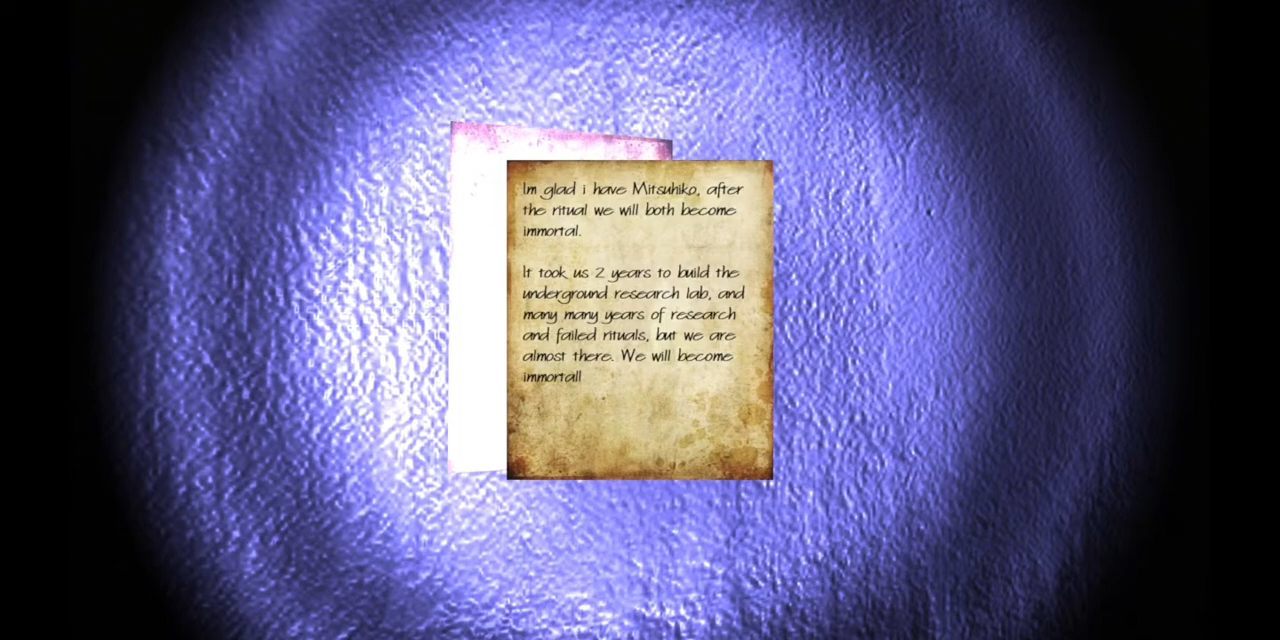 Im glad i have Mitsuhiko, after
the ritual we will both become
immortal.
It took us 2 years to build the
underground research lab, and
many many years of research
and failed rituals, but we are
almost there. We will become
immortal!